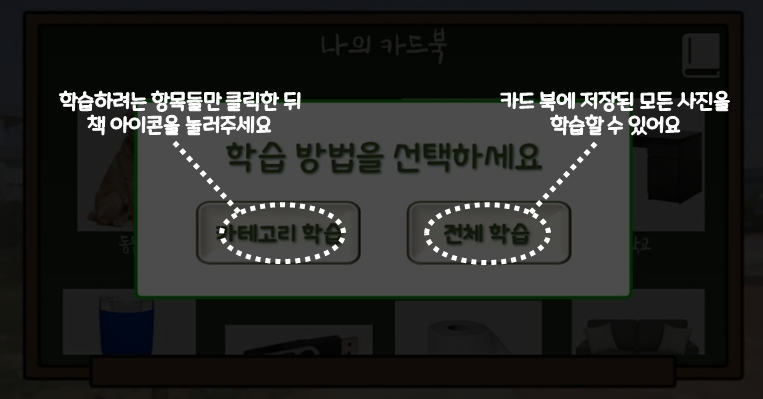 나의 카드북
학습하려는 항목들만 클릭한 뒤
책 아이콘을 눌러주세요
카드 북에 저장된 모든 사진을
학습할 수 있어요
학습 방법을 선택하세요
카테고리 학습
전체 학습